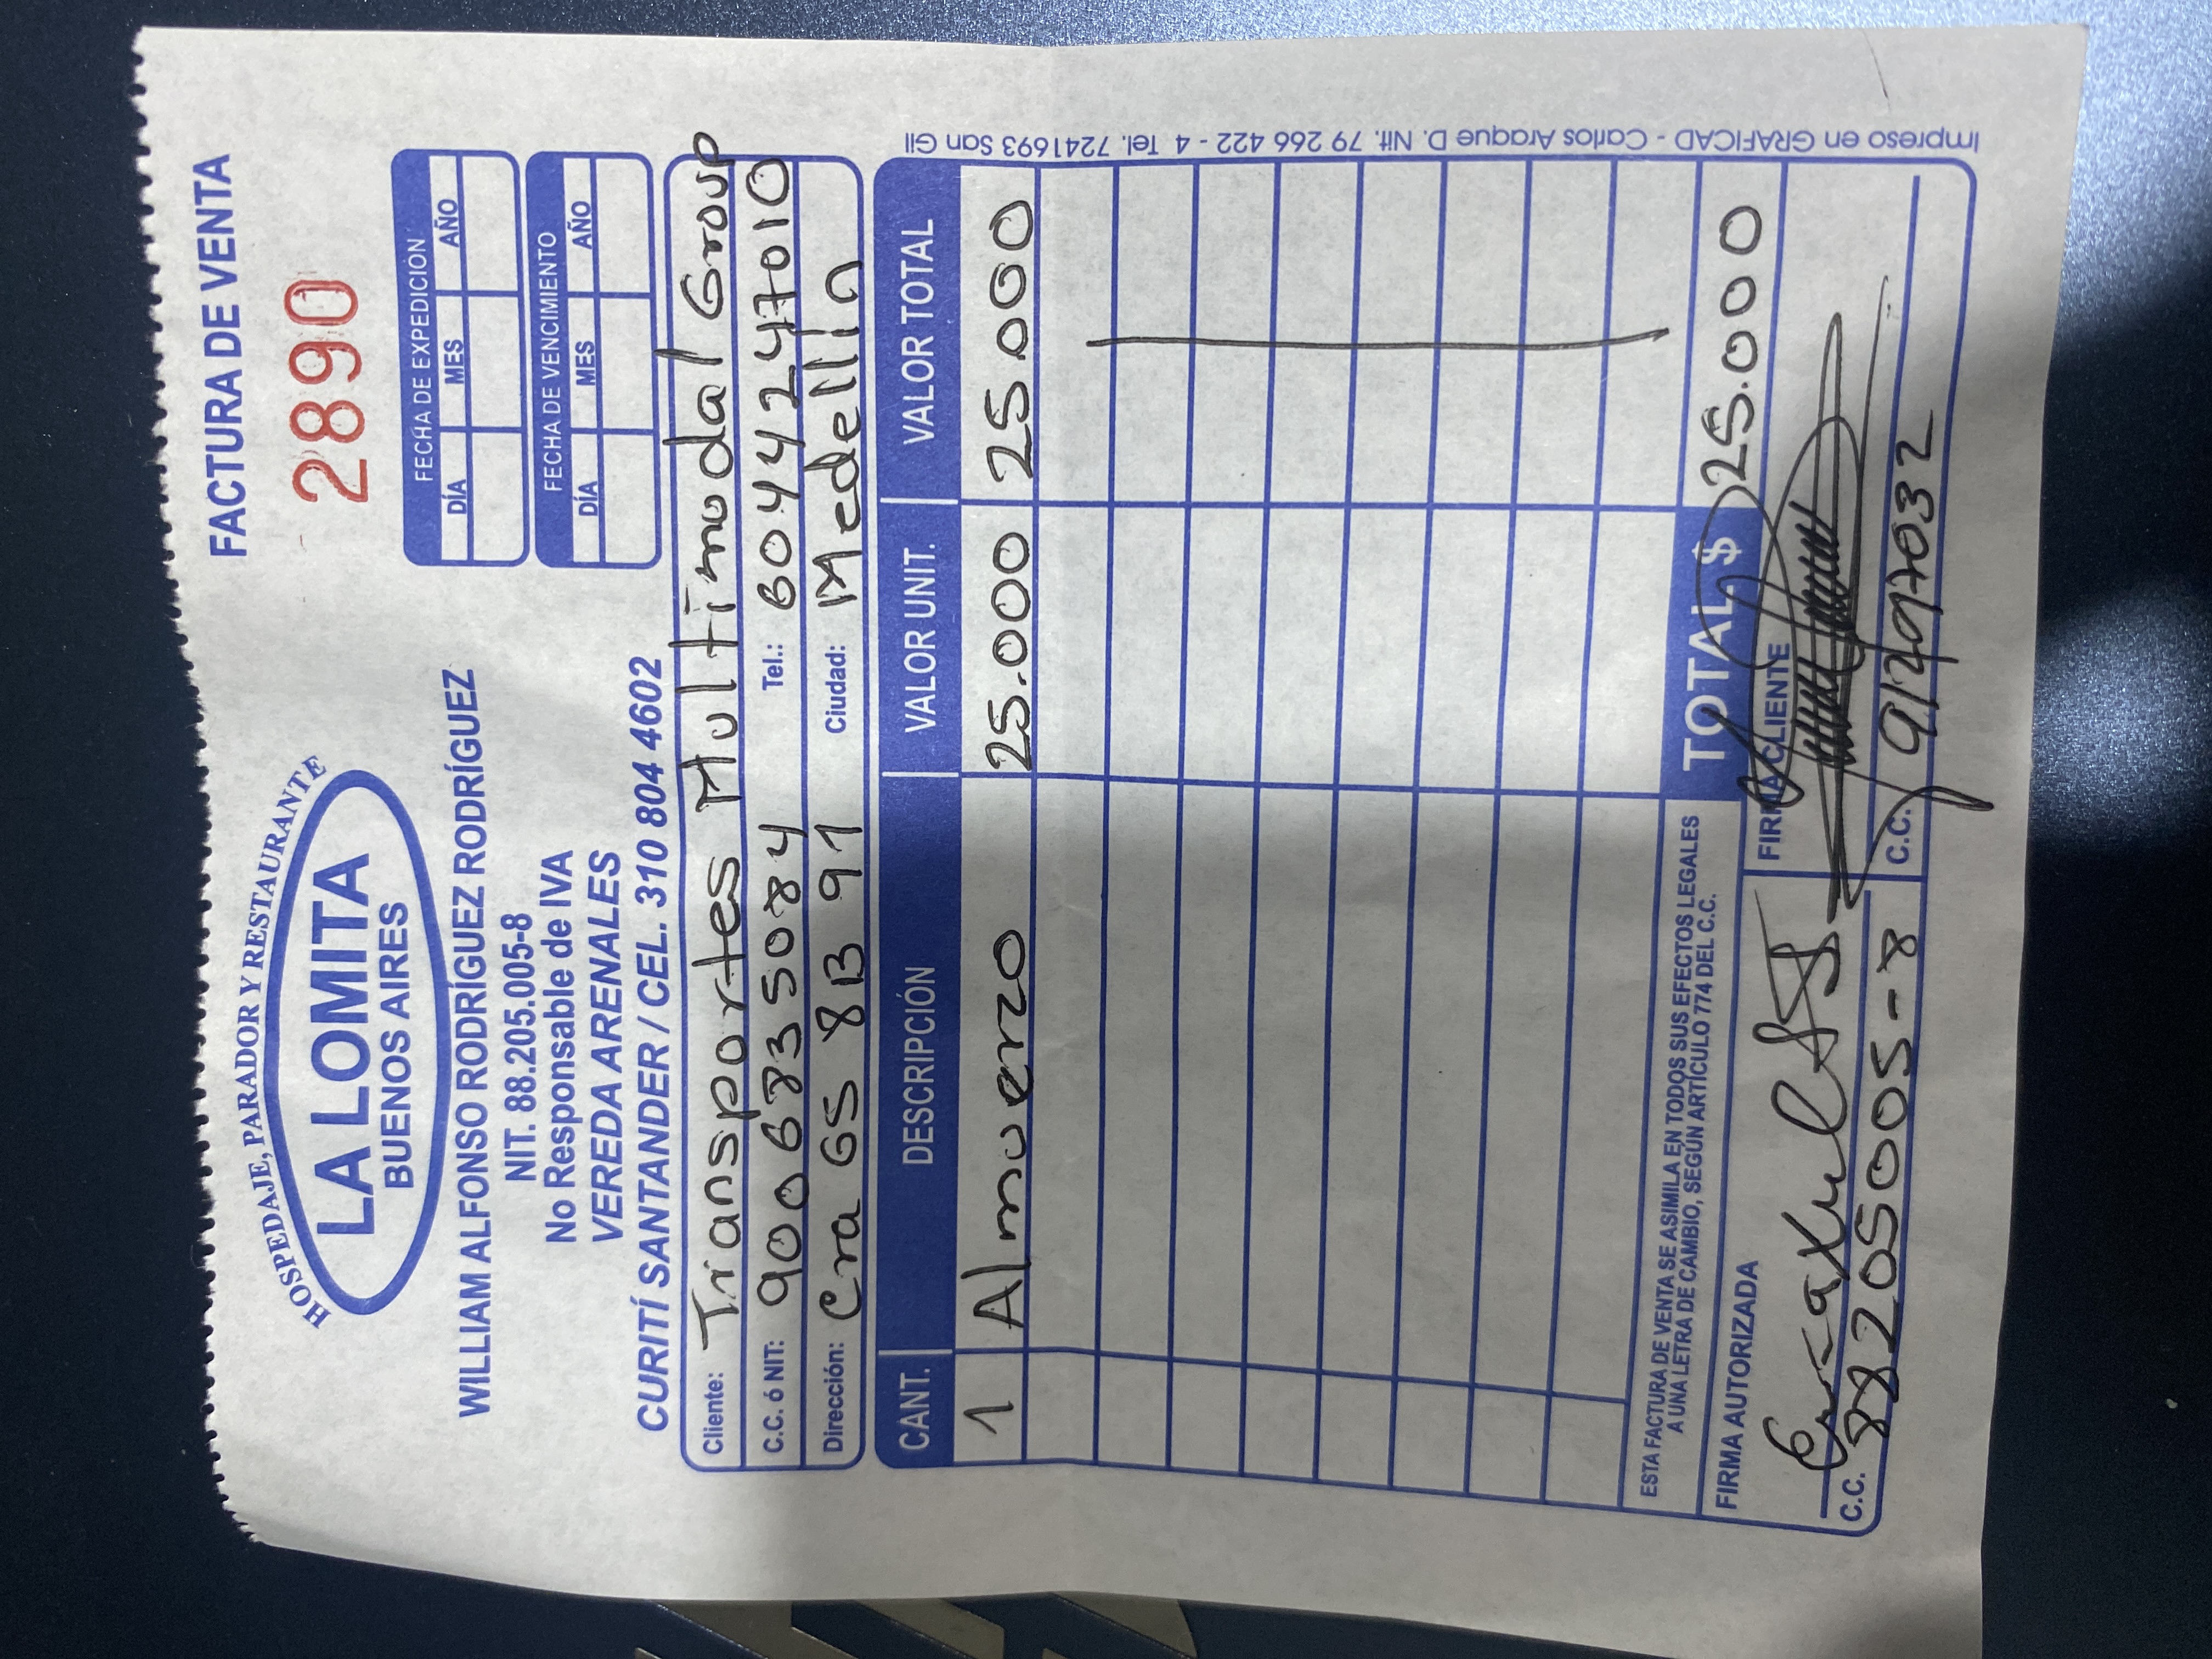 HOSPEDAJE, PARADOR Y RESTAURANTE
LA LOMITA
BUENOS AIRES
WILLIAM ALFONSO RODRÍGUEZ RODRÍGUEZ
NIT. 88.205.005-8
No Responsable de IVA
VEREDA ARENALES
CURITÍ SANTANDER / CEL. 310 804 4602
FACTURA DE VENTA
2890
FECHA DE EXPEDICIÓN
DÍA MES AÑO
FECHA DE VENCIMIENTO
DÍA MES AÑO
Cliente: Transportes Multimodal Group
C.C. ó NIT: 9006835084 Tel.: 6044247010
Dirección: Cra 65 8B 91 Ciudad: Medellin
CANT. DESCRIPCIÓN VALOR UNIT. VALOR TOTAL
1 Almuerzo 25.000 25.000
ESTA FACTURA DE VENTA SE ASIMILA EN TODOS SUS EFECTOS LEGALES
A UNA LETRA DE CAMBIO, SEGÚN ARTÍCULO 774 DEL C.C.
TOTAL $ 25.000
FIRMA AUTORIZADA
C.C. 88205005-8
FIRMA CLIENTE
C.C. 91297032
Impreso en GRAFICAD - Carlos Araque D. Nit. 79 266 422 - 4 Tel. 7241693 San Gil